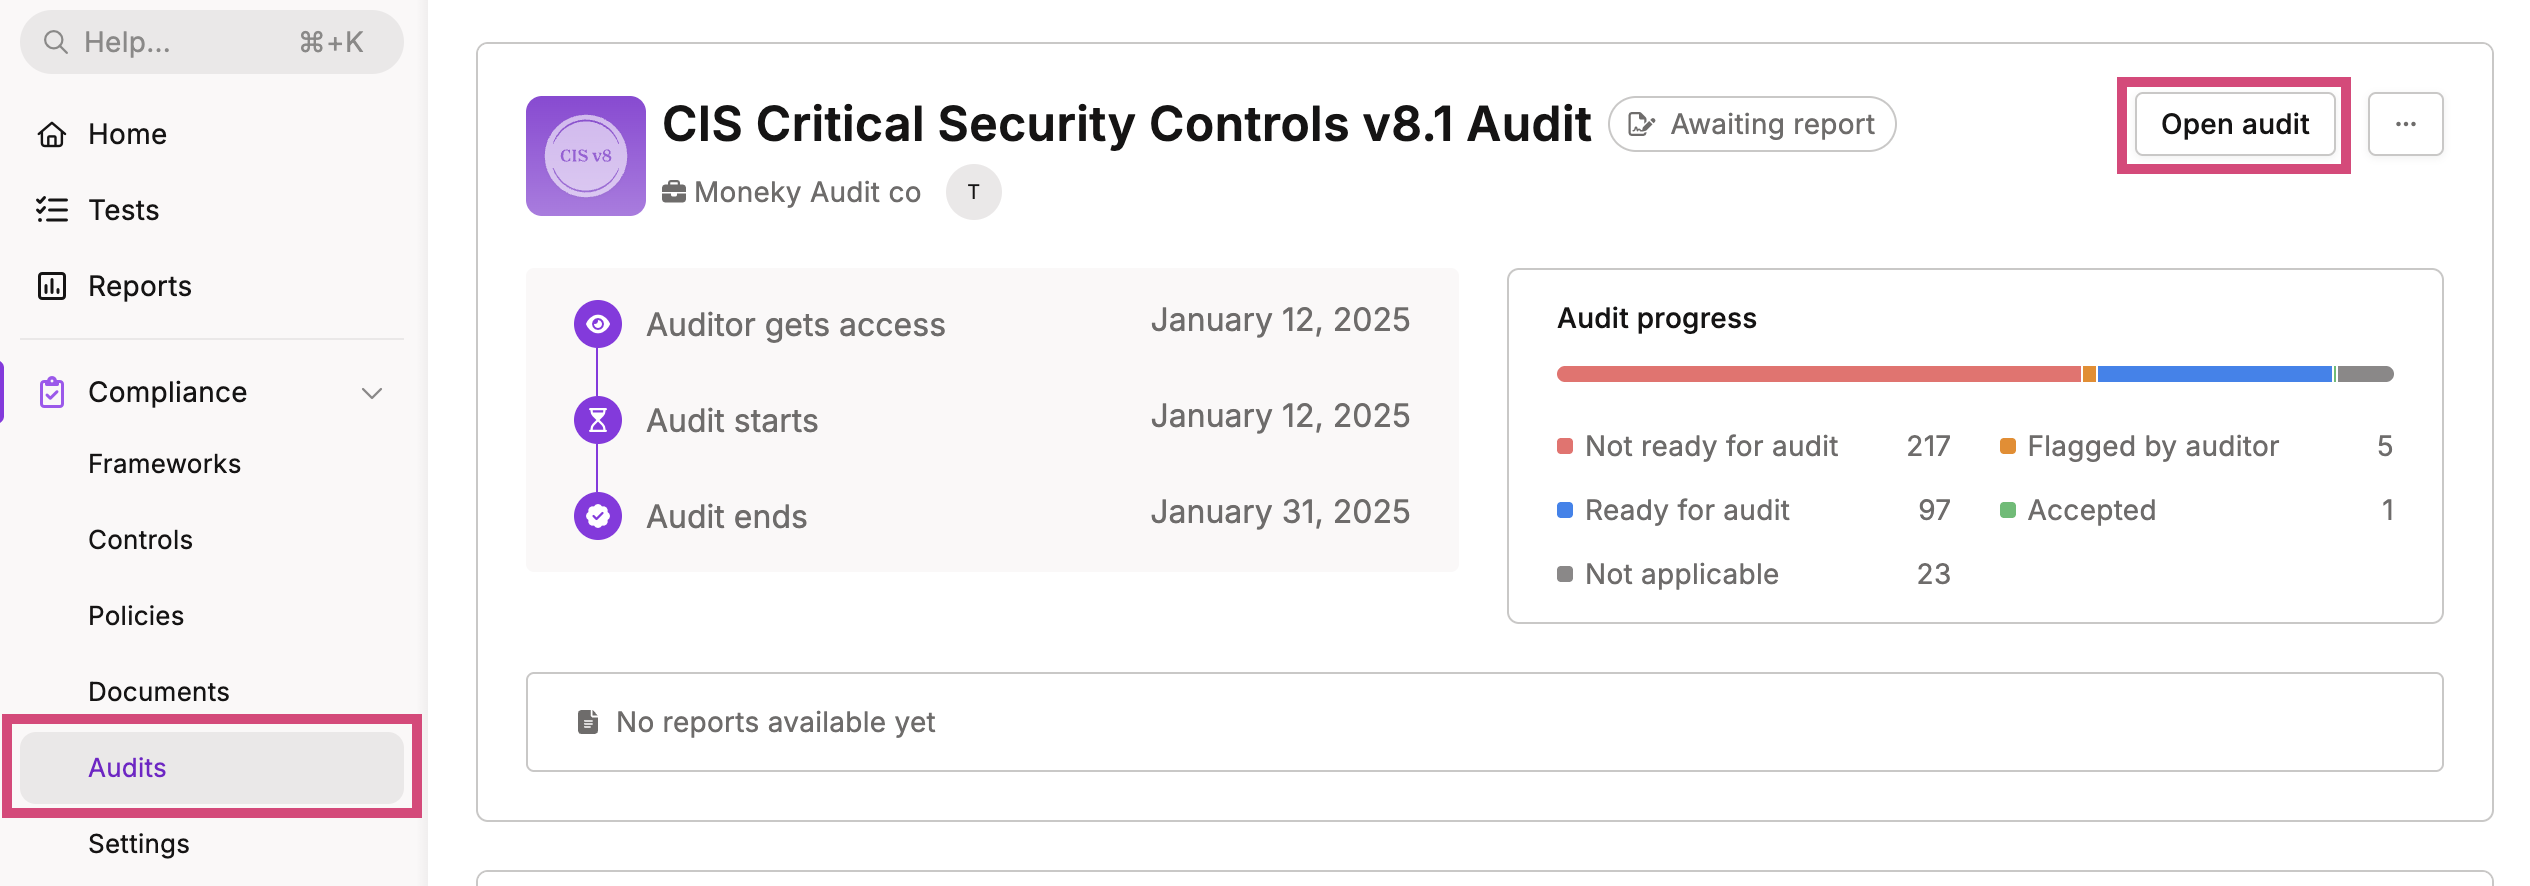 Help... ⌘+K
Home
Tests
Reports
Compliance
Frameworks
Controls
Policies
Documents
Audits
Settings
CIS v8
CIS Critical Security Controls v8.1 Audit
Awaiting report
Open audit
...
Moneky Audit co
T
Auditor gets access January 12, 2025
Audit starts January 12, 2025
Audit ends January 31, 2025
Audit progress
Not ready for audit 217 Flagged by auditor 5
Ready for audit 97 Accepted 1
Not applicable 23
No reports available yet